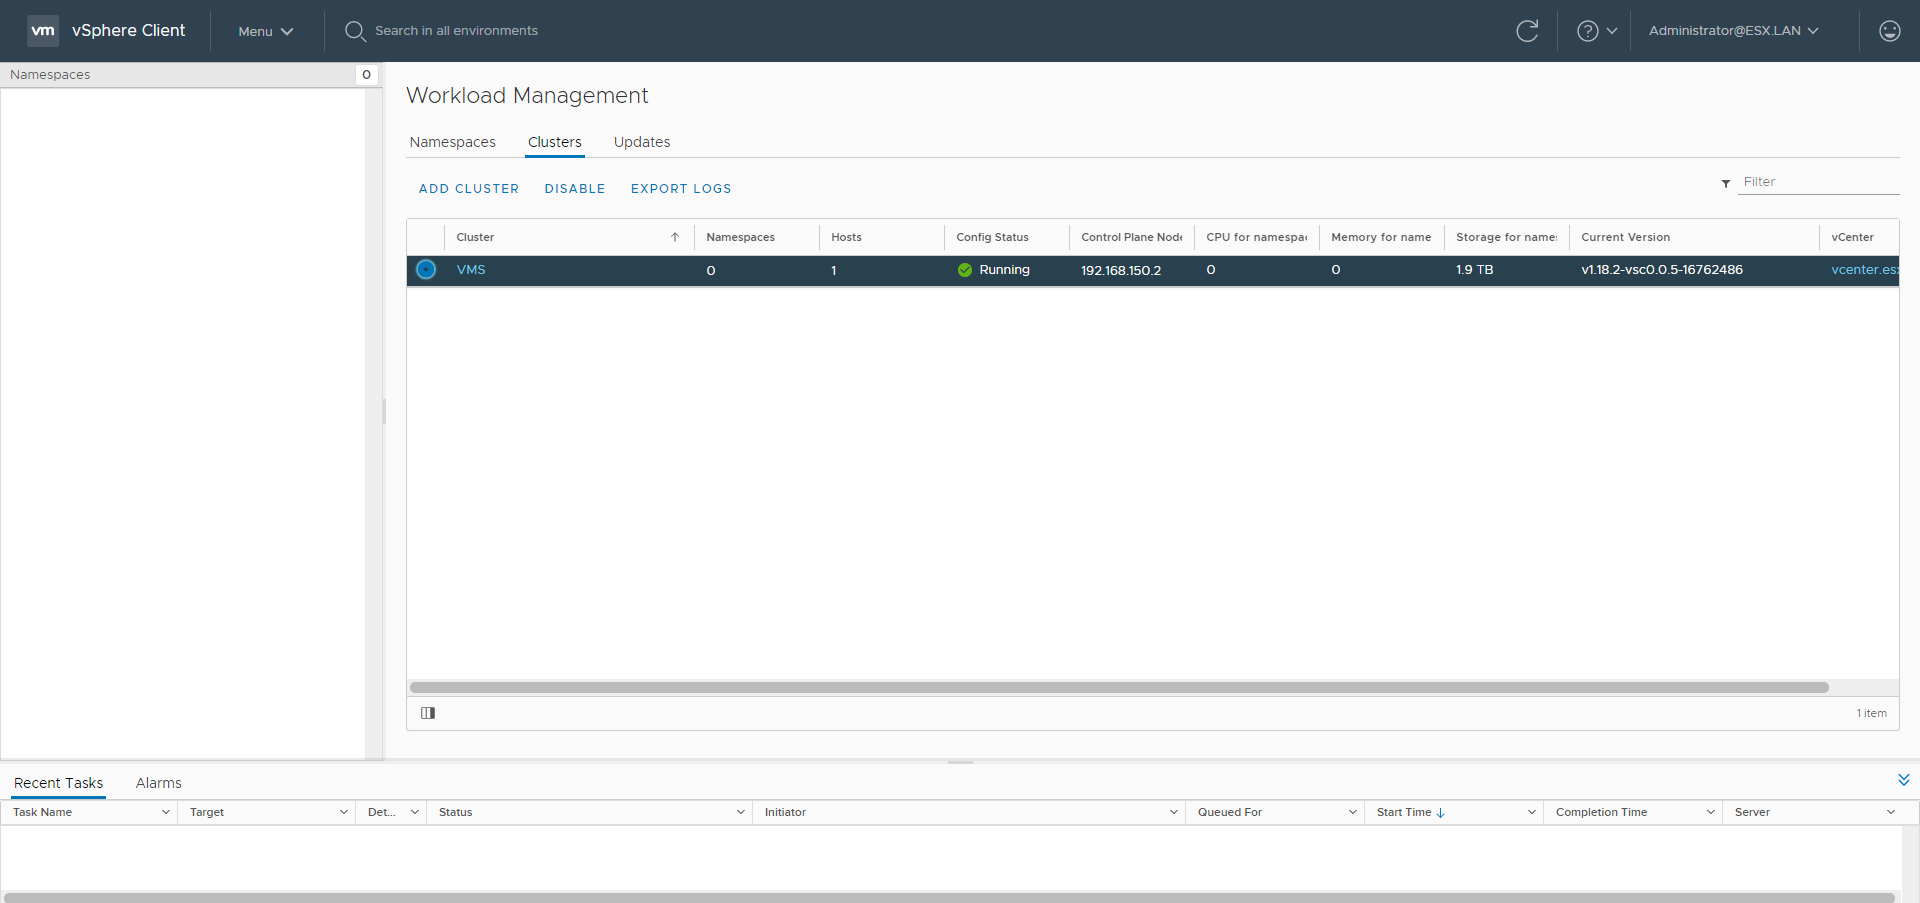 vm vSphere Client Menu Search in all environments Administrator@ESX.LAN
Namespaces 0
Workload Management
Namespaces Clusters Updates
ADD CLUSTER DISABLE EXPORT LOGS Filter
Cluster Namespaces Hosts Config Status Control Plane Node CPU for namespac Memory for name Storage for names Current Version vCenter
VMS 0 1 Running 192.168.150.2 0 0 1.9 TB v1.18.2-vsc0.0.5-16762486 vcenter.es
1 item
Recent Tasks Alarms
Task Name Target Det... Status Initiator Queued For Start Time Completion Time Server